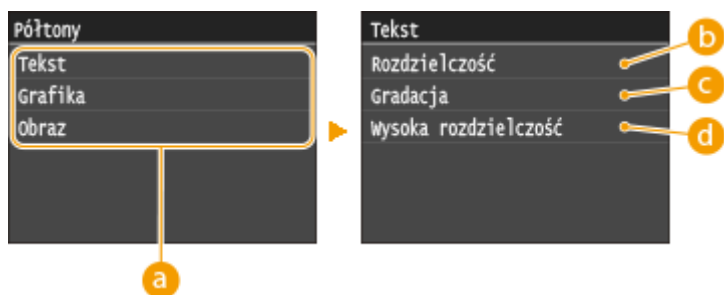 Półtony
Tekst
Grafika
Obraz
a
Tekst
Rozdzielczość
Gradacja
Wysoka rozdzielczość
b
c
d